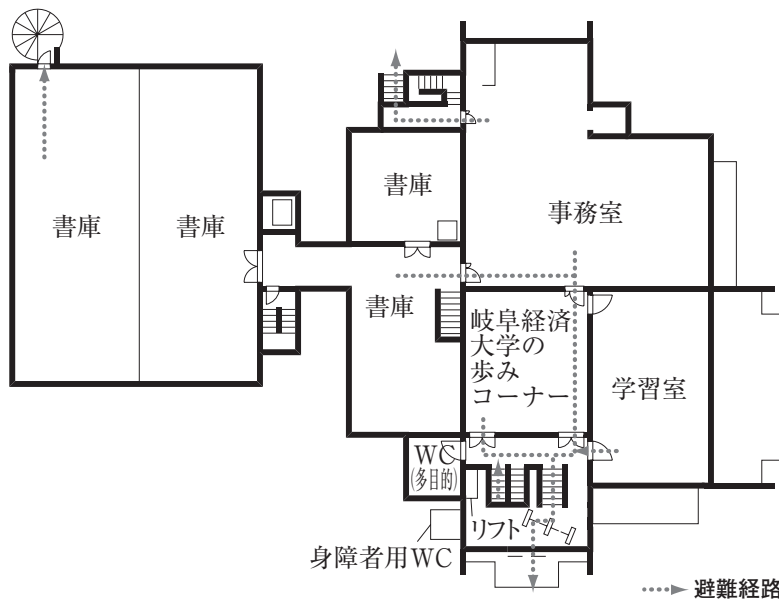 書庫
事務室
書庫
書庫
書庫
岐阜経済
大学の
歩み
コーナー
学習室
WC
(多目的)
リフト
身障者用WC
避難経路